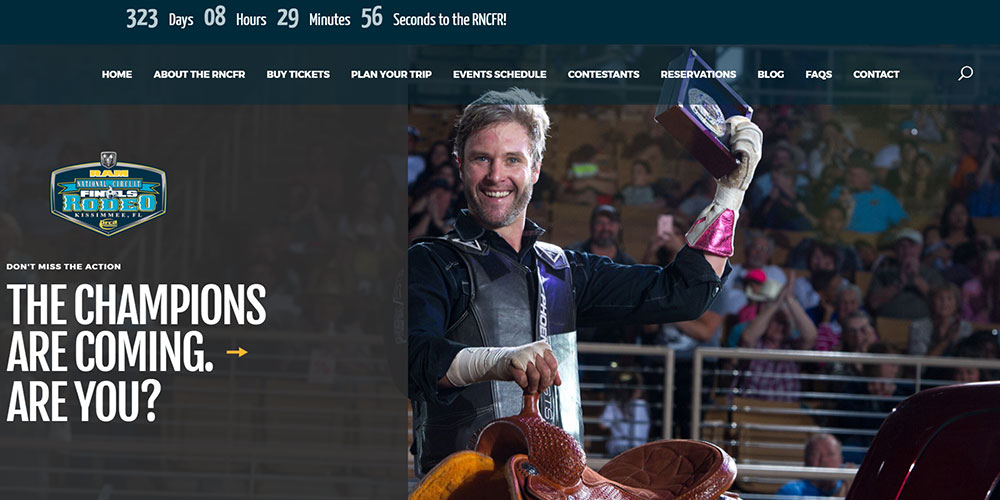 323 Days 08 Hours 29 Minutes 56 Seconds to the RNCFR!
HOME ABOUT THE RNCFR BUY TICKETS PLAN YOUR TRIP EVENTS SCHEDULE CONTESTANTS RESERVATIONS BLOG FAQS CONTACT
RAM
NATIONAL CIRCUIT
FINALS
RODEO
KISSIMMEE, FL
DON'T MISS THE ACTION
THE CHAMPIONS
ARE COMING.
ARE YOU?